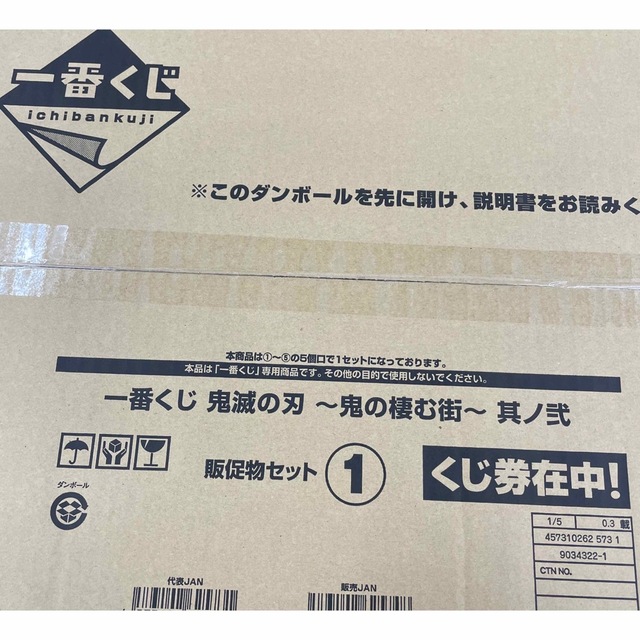 一番くじ
ichibankuji
※このダンボールを先に開け、説明書をお読みく
本商品は①〜⑤の5個口で1セットになっております。
本品は「一番くじ」専用商品です。その他の目的で使用しないでください。
一番くじ 鬼滅の刃 〜鬼の棲む街〜 其ノ弐
販促物セット 1 くじ券在中!
ダンボール
1/5 0.3 載
457310262 573 1
9034322-1
CTN NO.
代表JAN
販売JAN